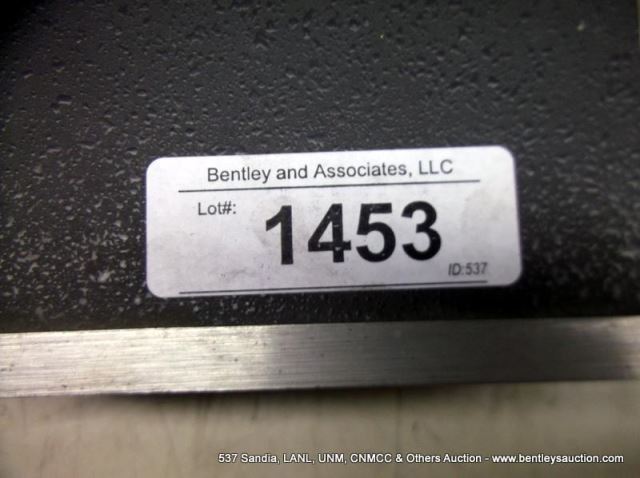 Bentley and Associates, LLC
Lot#:
1453
ID:537
537 Sandia, LANL, UNM, CNMCC & Others Auction - www.bentleysauction.com